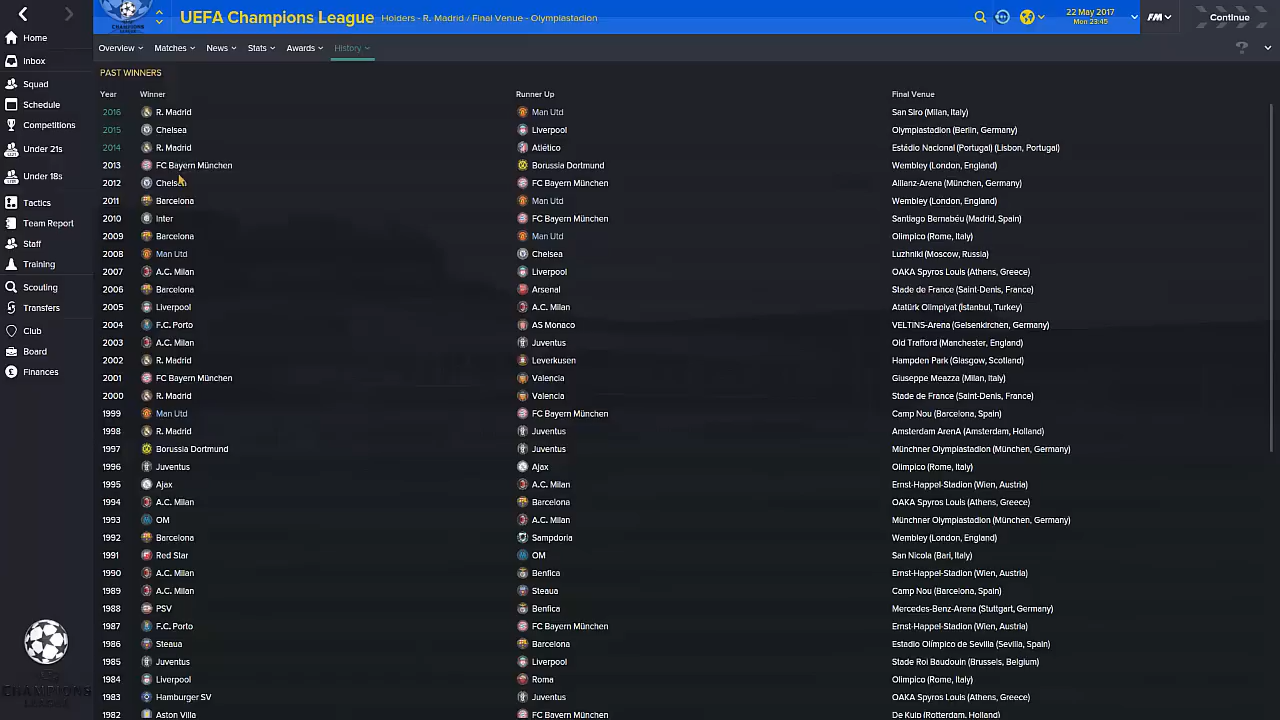 UEFA Champions League Holders - R. Madrid / Final Venue - Olympiastadion 22 May 2017 Mon 23:45 FM Continue
Home
Inbox
Squad
Schedule
Competitions
Under 21s
Under 18s
Tactics
Team Report
Staff
Training
Scouting
Transfers
Club
Board
Finances
Overview Matches News Stats Awards History
PAST WINNERS
Year Winner Runner Up Final Venue
2016 R. Madrid Man Utd San Siro (Milan, Italy)
2015 Chelsea Liverpool Olympiastadion (Berlin, Germany)
2014 R. Madrid Atlético Estádio Nacional (Portugal) (Lisbon, Portugal)
2013 FC Bayern München Borussia Dortmund Wembley (London, England)
2012 Chelsea FC Bayern München Allianz-Arena (München, Germany)
2011 Barcelona Man Utd Wembley (London, England)
2010 Inter FC Bayern München Santiago Bernabéu (Madrid, Spain)
2009 Barcelona Man Utd Olimpico (Rome, Italy)
2008 Man Utd Chelsea Luzhniki (Moscow, Russia)
2007 A.C. Milan Liverpool OAKA Spyros Louis (Athens, Greece)
2006 Barcelona Arsenal Stade de France (Saint-Denis, France)
2005 Liverpool A.C. Milan Atatürk Olimpiyat (İstanbul, Turkey)
2004 F.C. Porto AS Monaco VELTINS-Arena (Gelsenkirchen, Germany)
2003 A.C. Milan Juventus Old Trafford (Manchester, England)
2002 R. Madrid Leverkusen Hampden Park (Glasgow, Scotland)
2001 FC Bayern München Valencia Giuseppe Meazza (Milan, Italy)
2000 R. Madrid Valencia Stade de France (Saint-Denis, France)
1999 Man Utd FC Bayern München Camp Nou (Barcelona, Spain)
1998 R. Madrid Juventus Amsterdam ArenA (Amsterdam, Holland)
1997 Borussia Dortmund Juventus Münchner Olympiastadion (München, Germany)
1996 Juventus Ajax Olimpico (Rome, Italy)
1995 Ajax A.C. Milan Ernst-Happel-Stadion (Wien, Austria)
1994 A.C. Milan Barcelona OAKA Spyros Louis (Athens, Greece)
1993 OM A.C. Milan Münchner Olympiastadion (München, Germany)
1992 Barcelona Sampdoria Wembley (London, England)
1991 Red Star OM San Nicola (Bari, Italy)
1990 A.C. Milan Benfica Ernst-Happel-Stadion (Wien, Austria)
1989 A.C. Milan Steaua Camp Nou (Barcelona, Spain)
1988 PSV Benfica Mercedes-Benz-Arena (Stuttgart, Germany)
1987 F.C. Porto FC Bayern München Ernst-Happel-Stadion (Wien, Austria)
1986 Steaua Barcelona Estadio Olímpico de Sevilla (Sevilla, Spain)
1985 Juventus Liverpool Stade Roi Baudouin (Brussels, Belgium)
1984 Liverpool Roma Olimpico (Rome, Italy)
1983 Hamburger SV Juventus OAKA Spyros Louis (Athens, Greece)
1982 Aston Villa FC Bayern München De Kuip (Rotterdam, Holland)
CHAMPIONS
LEAGUE